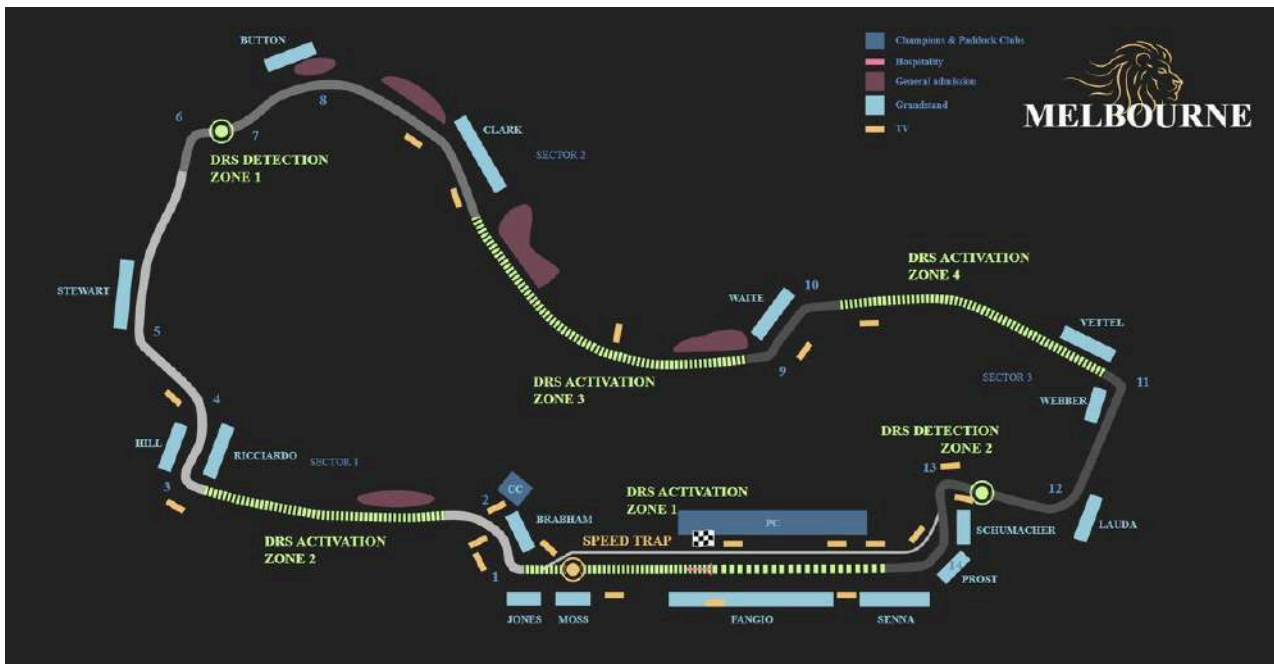 BUTTON
Champions & Paddock Clubs
Hospitality
General admission
Grandstand
TV
MELBOURNE
6
7
8
DRS DETECTION
ZONE 1
CLARK
SECTOR 2
STEWART
5
DRS ACTIVATION
ZONE 4
WAITE
10
VETTEL
9
DRS ACTIVATION
ZONE 3
SECTOR 3
11
WEBBER
4
HILL
RICCIARDO
SECTOR 1
3
DRS DETECTION
ZONE 2
13
12
CC
2
BRABHAM
DRS ACTIVATION
ZONE 1
PC
SCHUMACHER
LAUDA
DRS ACTIVATION
ZONE 2
SPEED TRAP
1
14
PROST
JONES
MOSS
FANGIO
SENNA